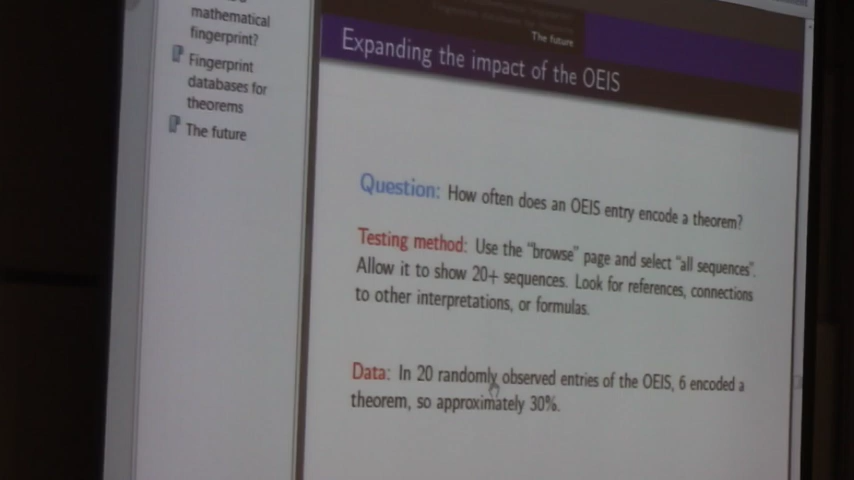 mathematical
fingerprint?
Fingerprint
databases for
theorems
The future
The future
Expanding the impact of the OEIS
Question: How often does an OEIS entry encode a theorem?
Testing method: Use the "browse" page and select "all sequences".
Allow it to show 20+ sequences. Look for references, connections
to other interpretations, or formulas.
Data: In 20 randomly observed entries of the OEIS, 6 encoded a
theorem, so approximately 30%.